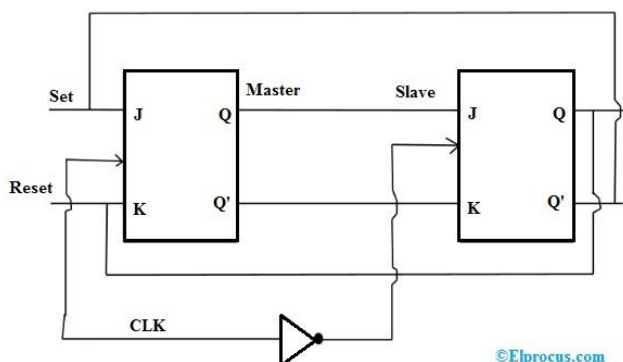 Set
Master
Slave
J
Q
J
Q
Reset
K
Q'
K
Q'
CLK
©Elprocus.com